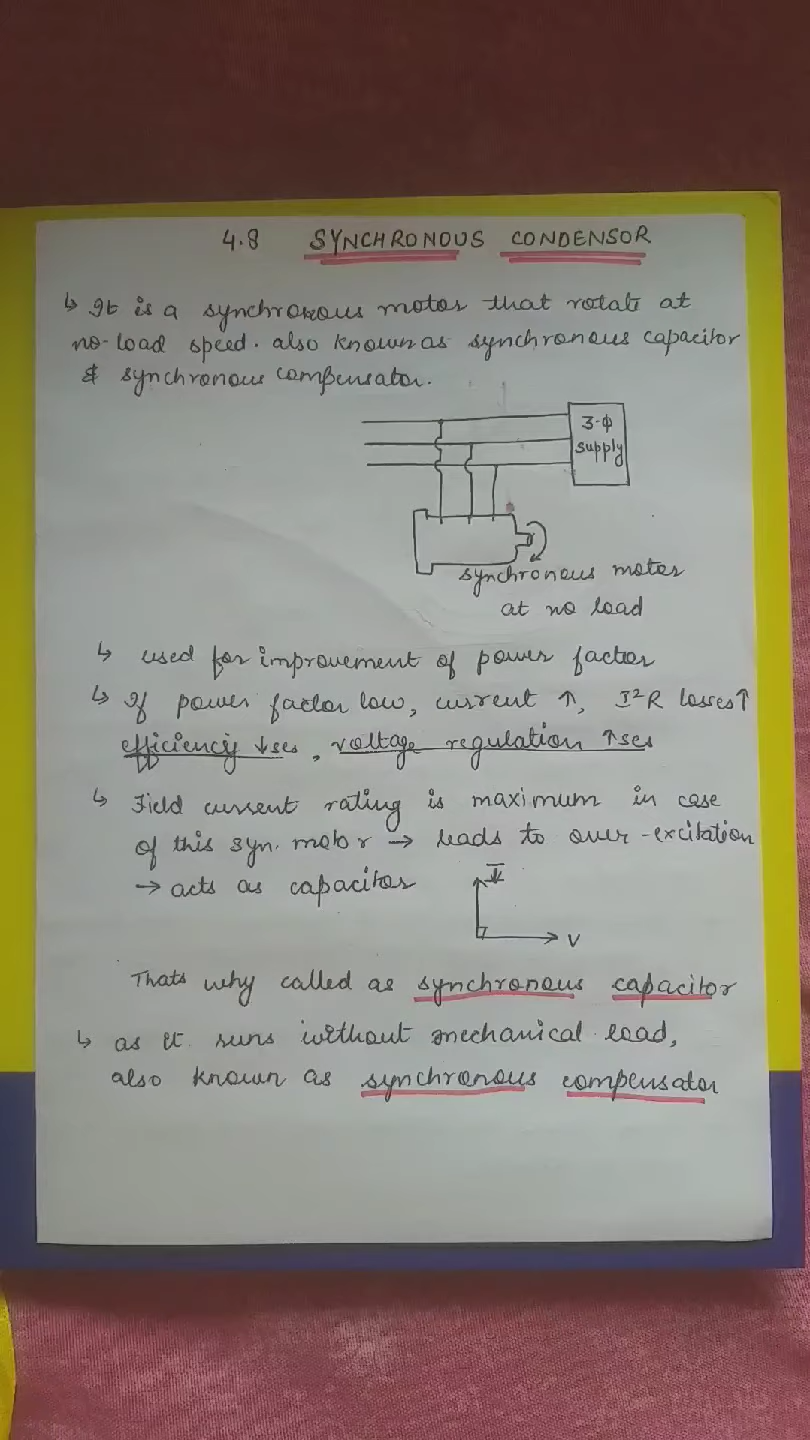 4.8 SYNCHRONOUS CONDENSOR
↳ It is a synchronous motor that rotate at
no-load speed. also known as synchronous capacitor
& synchronous compensator.
3-φ
supply
synchronous motor
at no load
↳ used for improvement of power factor
↳ If power factor low, current ↑, I²R losses↑
efficiency ↓ses, voltage regulation ↑ses
↳ Field current rating is maximum in case
of this syn. motor → leads to over-excitation
→ acts as capacitor
I
V
Thats why called as synchronous capacitor
↳ as it runs without mechanical load,
also known as synchronous compensator